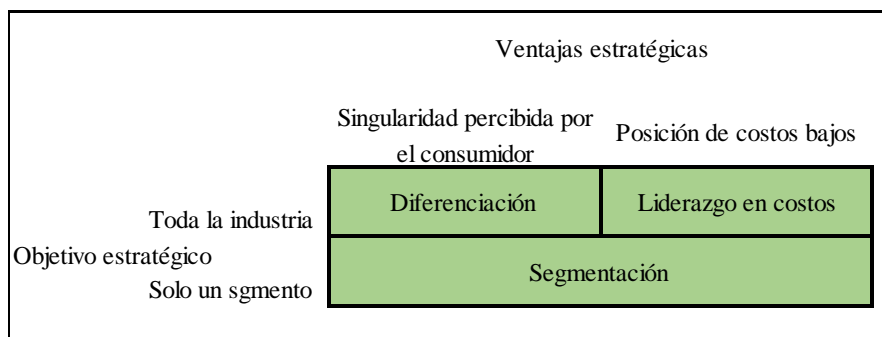 Ventajas estratégicas
Singularidad percibida por
el consumidor
Posición de costos bajos
Toda la industria
Diferenciación
Liderazgo en costos
Objetivo estratégico
Solo un sgmento
Segmentación